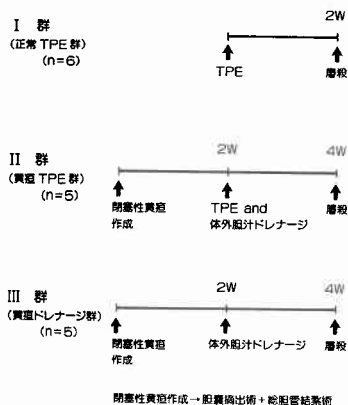 I 群
(正常 TPE 群)
(n=6)
2W
TPE
屠殺
II 群
(黄疸 TPE 群)
(n=5)
2W
4W
閉塞性黄疸
作成
TPE and
体外胆汁ドレナージ
屠殺
III 群
(黄疸ドレナージ群)
(n=5)
2W
4W
閉塞性黄疸
作成
体外胆汁ドレナージ
屠殺
閉塞性黄疸作成→胆嚢摘出術+総胆管結紮術